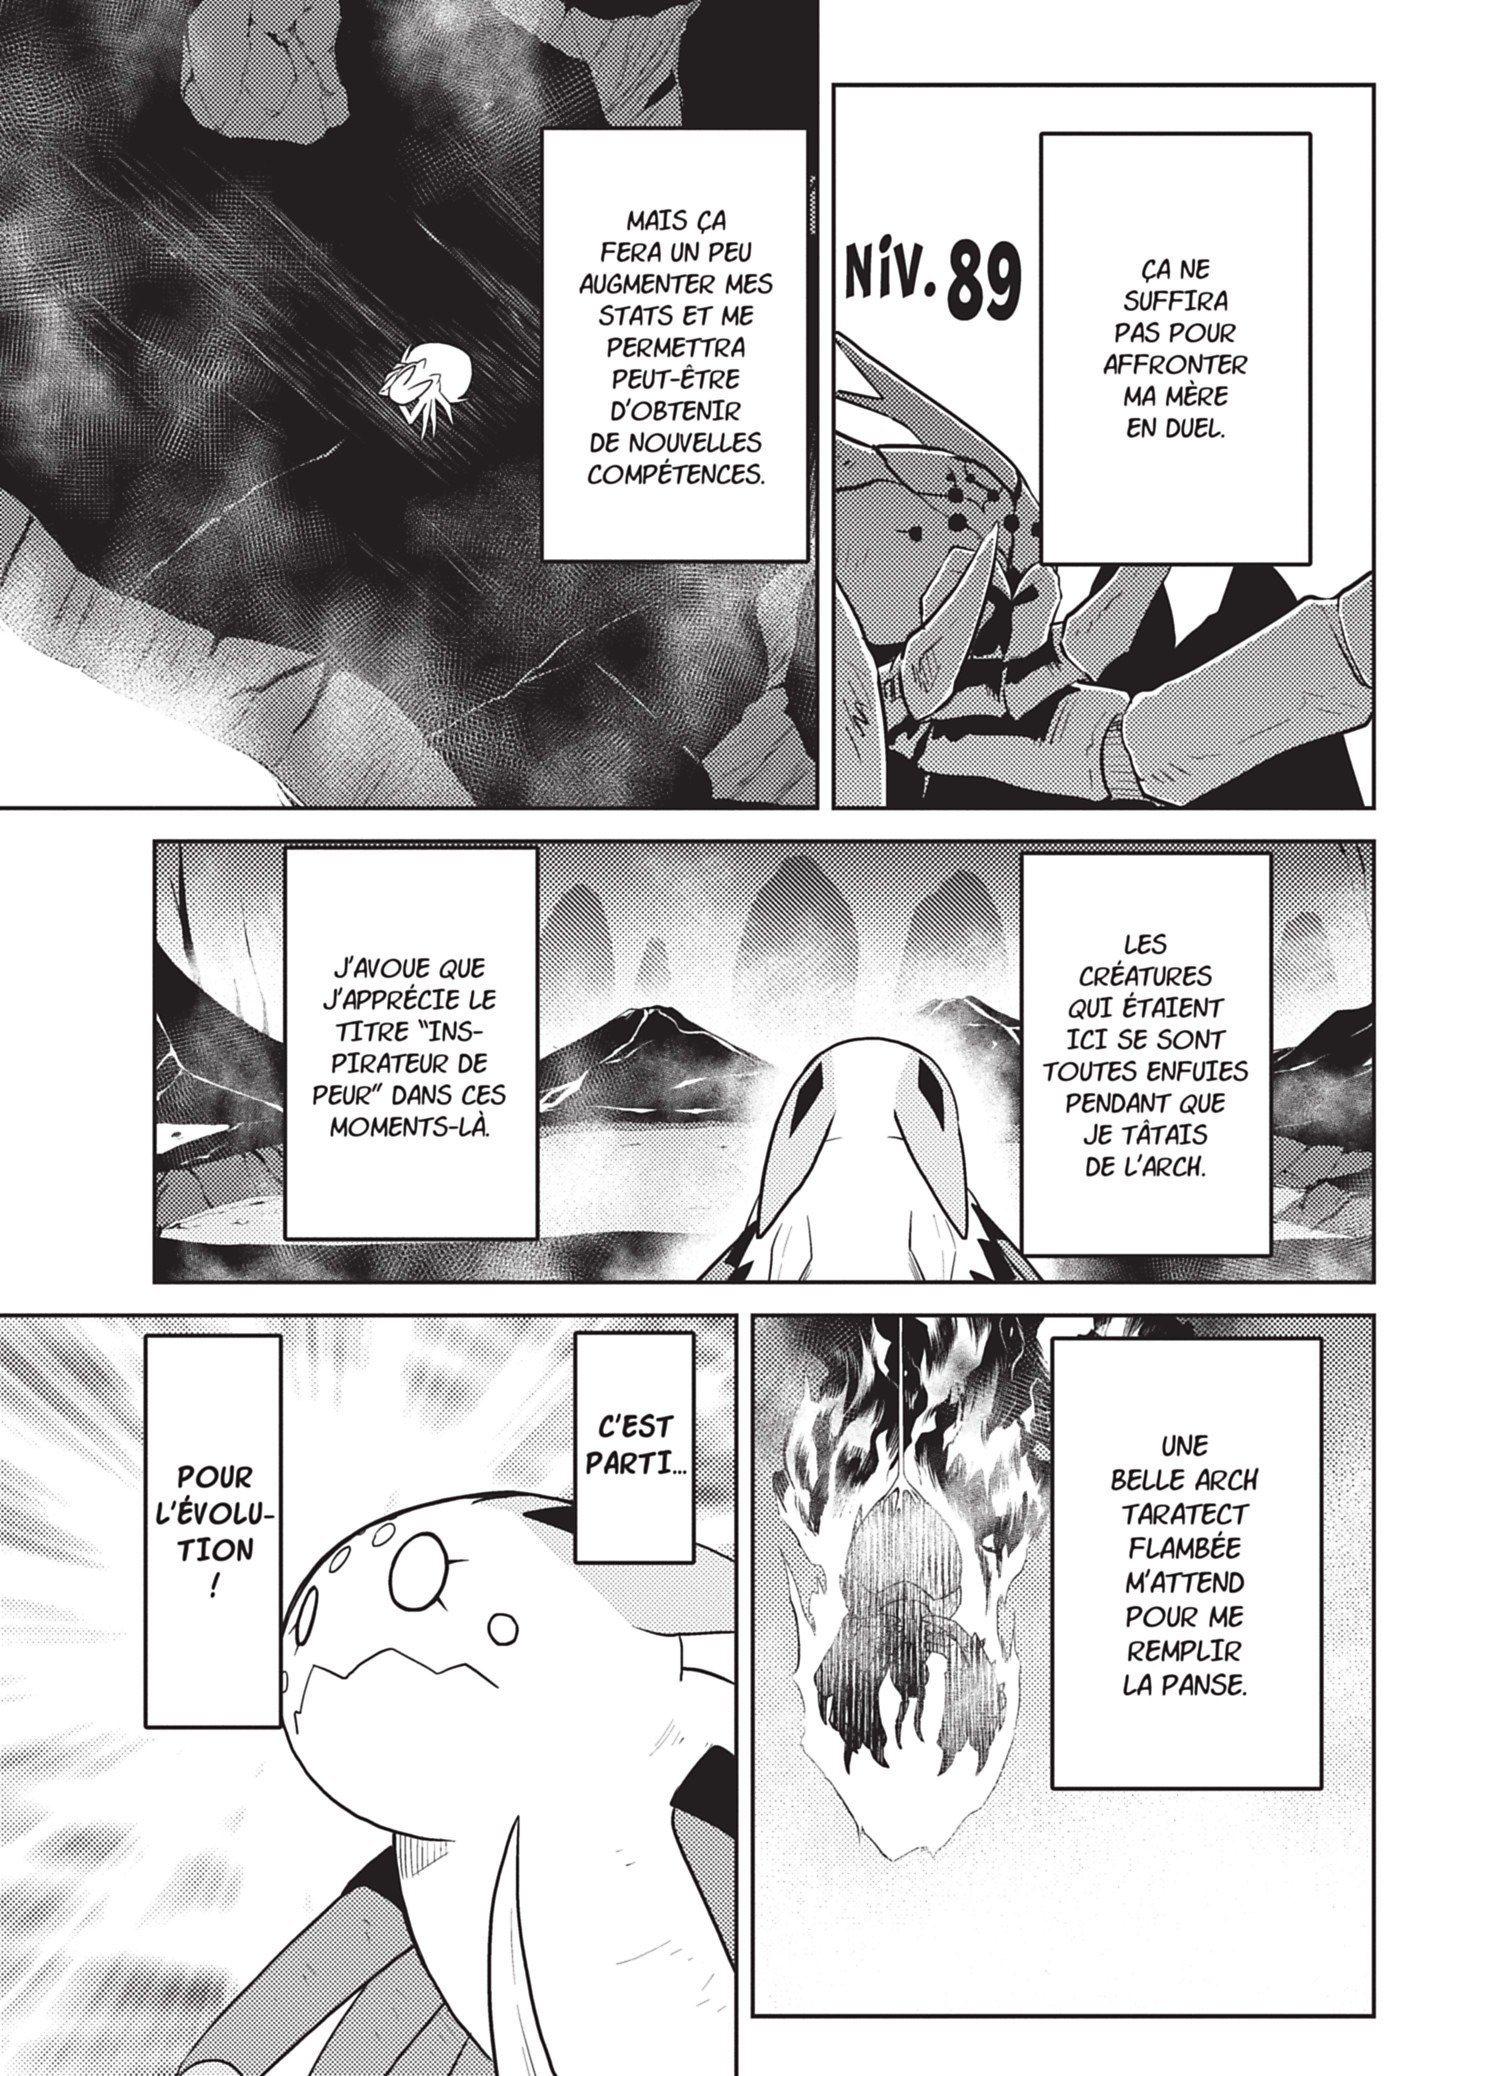 ÇA NE
SUFFIRA
PAS POUR
AFFRONTER
MA MÈRE
EN DUEL.
NIV. 89
MAIS ÇA
FERA UN PEU
AUGMENTER MES
STATS ET ME
PERMETTRA
PEUT-ÊTRE
D'OBTENIR
DE NOUVELLES
COMPÉTENCES.
LES
CRÉATURES
QUI ÉTAIENT
ICI SE SONT
TOUTES ENFUIES
PENDANT QUE
JE TÂTAIS
DE L'ARCH.
J'AVOUE QUE
J'APPRÉCIE LE
TITRE "INS-
PIRATEUR DE
PEUR" DANS CES
MOMENTS-LÀ.
UNE
BELLE ARCH
TARATECT
FLAMBÉE
M'ATTEND
POUR ME
REMPLIR
LA PANSE.
C'EST
PARTI...
POUR
L'ÉVOLU-
TION
!